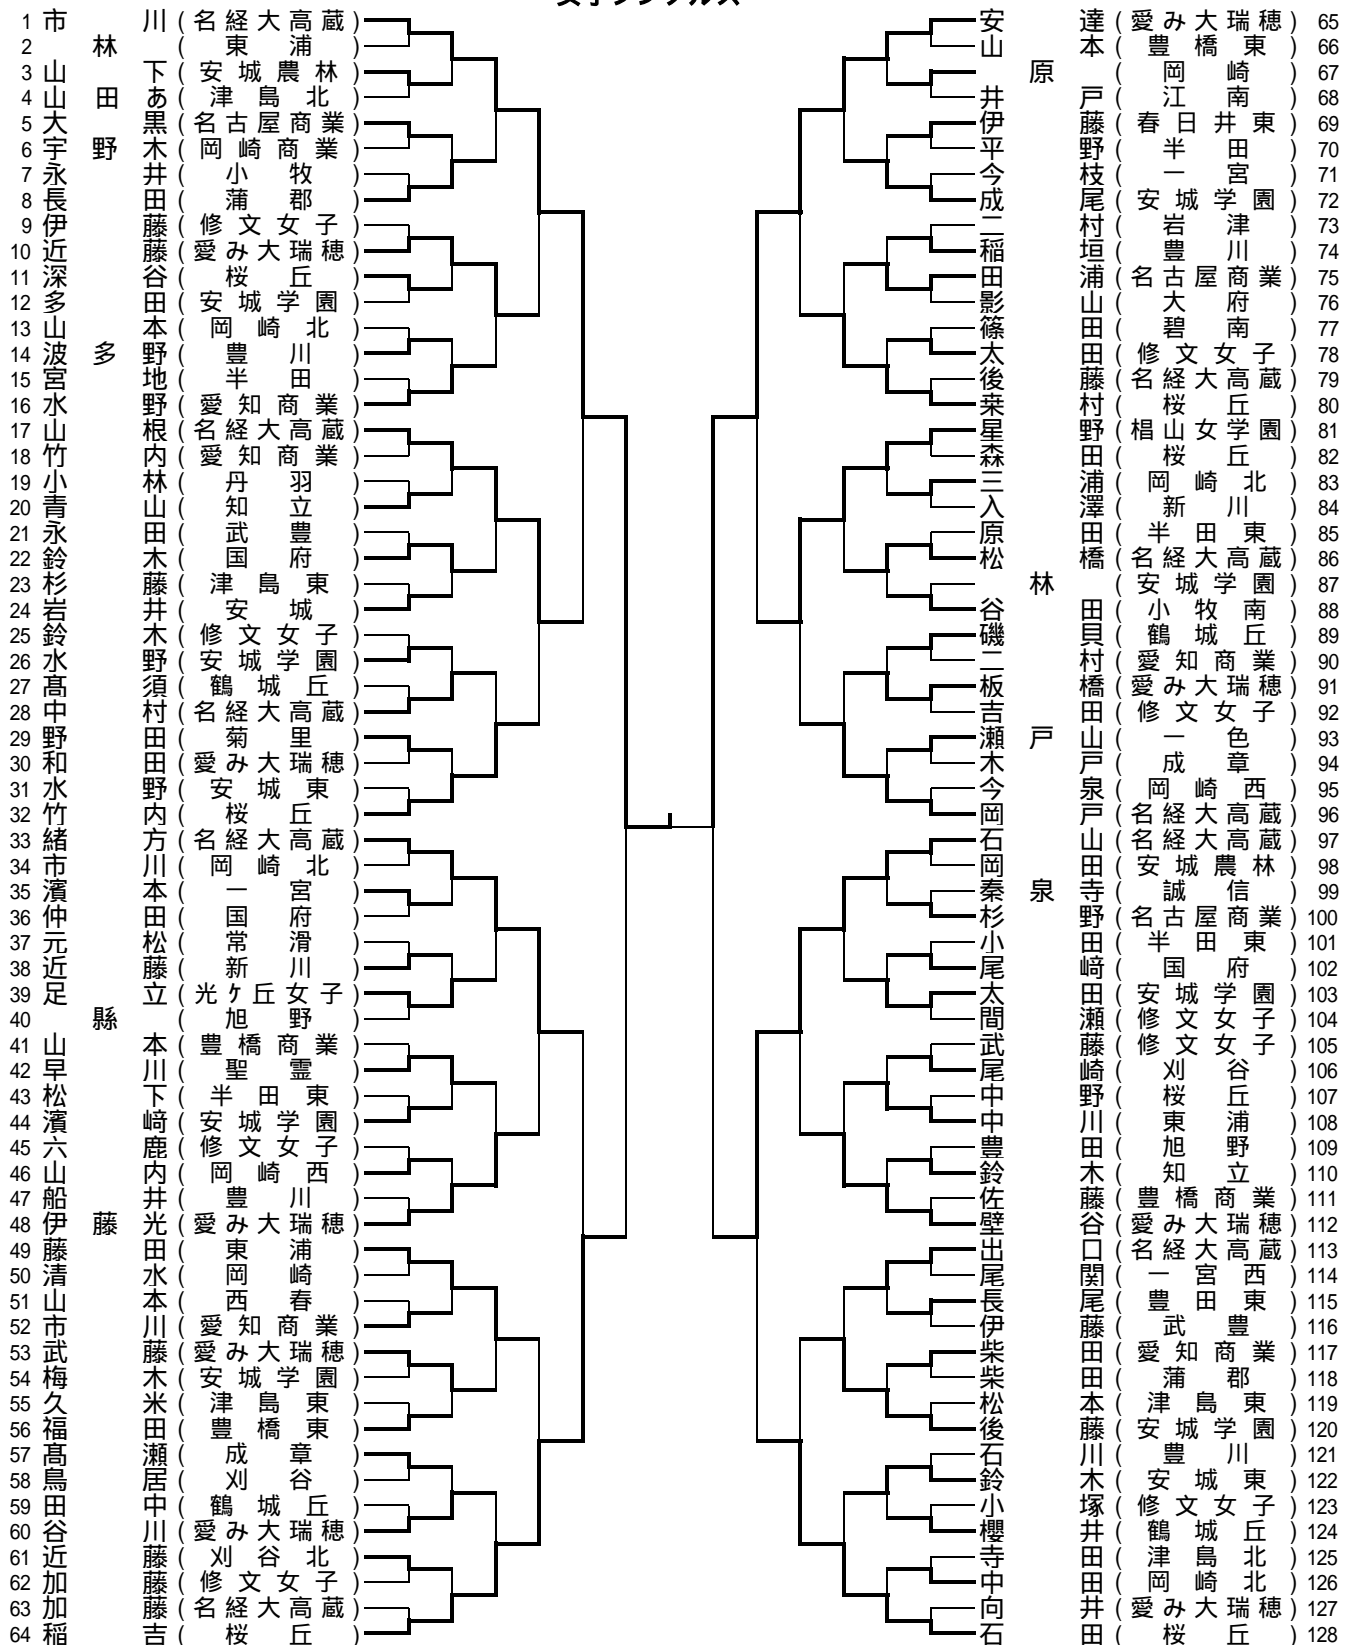 1 市川 (名経大高蔵)
2 林 (東浦)
3 山下 (安城農林)
4 山田あ (津島北)
5 大黒 (名古屋商業)
6 宇野木 (岡崎商業)
7 永井 (小牧)
8 長田 (蒲郡)
9 伊藤 (修文女子)
10 近藤 (愛み大瑞穂)
11 深谷 (桜丘)
12 多田 (安城学園)
13 山本 (岡崎北)
14 波多野 (豊川)
15 宮地 (半田)
16 水野 (愛知商業)
17 山根 (名経大高蔵)
18 竹内 (愛知商業)
19 小林 (丹羽)
20 青山 (知立)
21 永田 (武豊)
22 鈴木 (国府)
23 杉藤 (津島東)
24 岩井 (安城)
25 鈴木 (修文女子)
26 水野 (安城学園)
27 髙須 (鶴城丘)
28 中村 (名経大高蔵)
29 野田 (菊里)
30 和田 (愛み大瑞穂)
31 水野 (安城東)
32 竹内 (桜丘)
33 緒方 (名経大高蔵)
34 市川 (岡崎北)
35 濱本 (一宮)
36 仲田 (国府)
37 元松 (常滑)
38 近藤 (新川)
39 足立 (光ヶ丘女子)
40 縣 (旭野)
41 山本 (豊橋商業)
42 早川 (聖霊)
43 松下 (半田東)
44 濱﨑 (安城学園)
45 六鹿 (修文女子)
46 山内 (岡崎西)
47 船井 (豊川)
48 伊藤光 (愛み大瑞穂)
49 藤田 (東浦)
50 清水 (岡崎)
51 山本 (西春)
52 市川 (愛知商業)
53 武藤 (愛み大瑞穂)
54 梅木 (安城学園)
55 久米 (津島東)
56 福田 (豊橋東)
57 髙瀬 (成章)
58 鳥居 (刈谷)
59 田中 (鶴城丘)
60 谷川 (愛み大瑞穂)
61 近藤 (刈谷北)
62 加藤 (修文女子)
63 加藤 (名経大高蔵)
64 稲吉 (桜丘)
安達 (愛み大瑞穂) 65
山本 (豊橋東) 66
原 (岡崎) 67
井戸 (江南) 68
伊藤 (春日井東) 69
平野 (半田) 70
今枝 (一宮) 71
成尾 (安城学園) 72
二村 (岩津) 73
稲垣 (豊川) 74
田浦 (名古屋商業) 75
影山 (大府) 76
篠田 (碧南) 77
太田 (修文女子) 78
後藤 (名経大高蔵) 79
桒村 (桜丘) 80
星野 (椙山女学園) 81
森田 (桜丘) 82
三浦 (岡崎北) 83
入澤 (新川) 84
原田 (半田東) 85
松橋 (名経大高蔵) 86
林 (安城学園) 87
谷田 (小牧南) 88
磯貝 (鶴城丘) 89
二村 (愛知商業) 90
板橋 (愛み大瑞穂) 91
吉田 (修文女子) 92
瀬戸山 (一色) 93
木戸 (成章) 94
今泉 (岡崎西) 95
岡戸 (名経大高蔵) 96
石山 (名経大高蔵) 97
岡田 (安城農林) 98
秦泉寺 (誠信) 99
杉野 (名古屋商業) 100
小田 (半田東) 101
尾﨑 (国府) 102
太田 (安城学園) 103
間瀬 (修文女子) 104
武藤 (修文女子) 105
尾崎 (刈谷) 106
中野 (桜丘) 107
中川 (東浦) 108
豊田 (旭野) 109
鈴木 (知立) 110
佐藤 (豊橋商業) 111
壁谷 (愛み大瑞穂) 112
出口 (名経大高蔵) 113
尾関 (一宮西) 114
長尾 (豊田東) 115
伊藤 (武豊) 116
柴田 (愛知商業) 117
柴田 (蒲郡) 118
松本 (津島東) 119
後藤 (安城学園) 120
石川 (豊川) 121
鈴木 (安城東) 122
小塚 (修文女子) 123
櫻井 (鶴城丘) 124
寺田 (津島北) 125
中田 (岡崎北) 126
向井 (愛み大瑞穂) 127
石田 (桜丘) 128